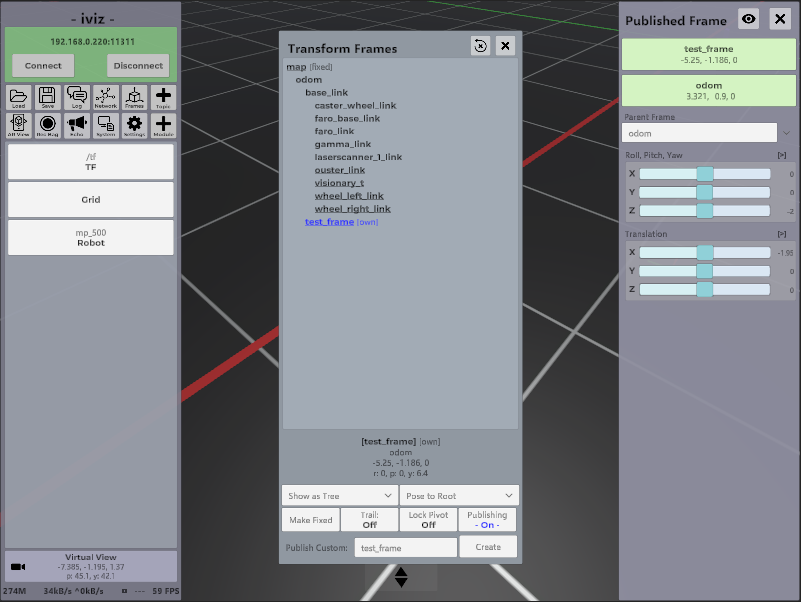 - iviz -
192.168.0.220:11311
Connect
Disconnect
Load
Save
Log
Network
Frames
Topic
AR View
Rec Bag
Echo
System
Settings
Module
/tf
TF
Grid
mp_500
Robot
Virtual View
-7.385, -1.195, 1.37
p: 45.1, y: 42.1
274M 34kB/s ^0kB/s --- 59 FPS
Transform Frames
map [fixed]
odom
base_link
caster_wheel_link
faro_base_link
faro_link
gamma_link
laserscanner_1_link
ouster_link
visionary_t
wheel_left_link
wheel_right_link
test_frame [own]
[test_frame] [own]
odom
-5.25, -1.186, 0
r: 0, p: 0, y: 6.4
Show as Tree
Pose to Root
Make Fixed
Trail:
Off
Lock Pivot
Off
Publishing
- On -
Publish Custom:
test_frame
Create
Published Frame
test_frame
-5.25, -1.186, 0
odom
3.321, 0.9, 0
Parent Frame
odom
Roll, Pitch, Yaw [>]
X 0
Y 0
Z -2
Translation [>]
X -1.95
Y 0
Z 0